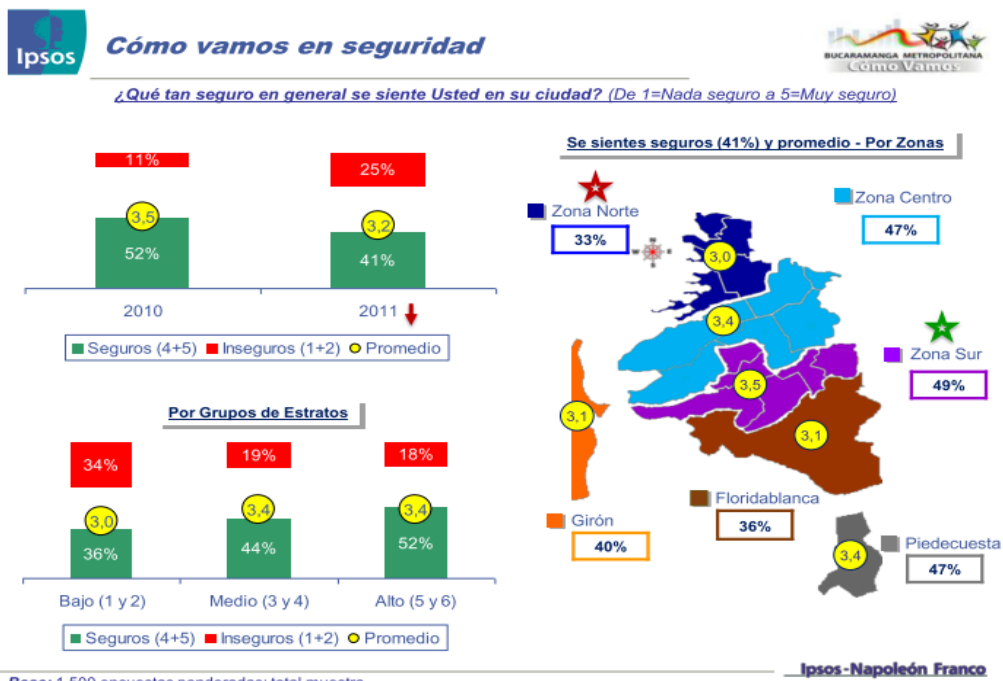 Ipsos
Cómo vamos en seguridad
BUCARAMANGA METROPOLITANA
Cómo Vamos
¿Qué tan seguro en general se siente Usted en su ciudad? (De 1=Nada seguro a 5=Muy seguro)
11%
25%
3,5
3,2
52%
41%
2010
2011
Seguros (4+5) Inseguros (1+2) Promedio
Por Grupos de Estratos
34%
19%
18%
3,0
3,4
3,4
36%
44%
52%
Bajo (1 y 2)
Medio (3 y 4)
Alto (5 y 6)
Seguros (4+5) Inseguros (1+2) Promedio
Se sientes seguros (41%) y promedio - Por Zonas
Zona Norte
33%
Zona Centro
47%
N
W
E
S
3,0
3,4
Zona Sur
49%
3,5
3,1
3,1
Floridablanca
36%
Girón
40%
3,4
Piedecuesta
47%
Ipsos-Napoleón Franco